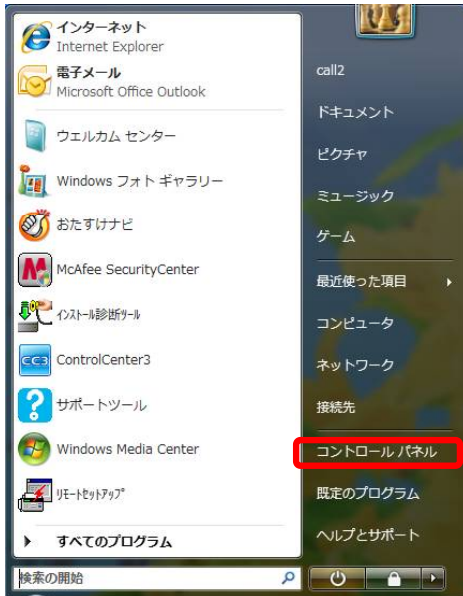 インターネット
Internet Explorer
電子メール
Microsoft Office Outlook
ウェルカム センター
Windows フォト ギャラリー
おたすけナビ
McAfee SecurityCenter
ｲﾝｽﾄｰﾙ診断ﾂｰﾙ
CC3
ControlCenter3
サポートツール
Windows Media Center
ﾘﾓｰﾄｾｯﾄｱｯﾌﾟ
すべてのプログラム
検索の開始
call2
ドキュメント
ピクチャ
ミュージック
ゲーム
最近使った項目
コンピュータ
ネットワーク
接続先
コントロール パネル
既定のプログラム
ヘルプとサポート